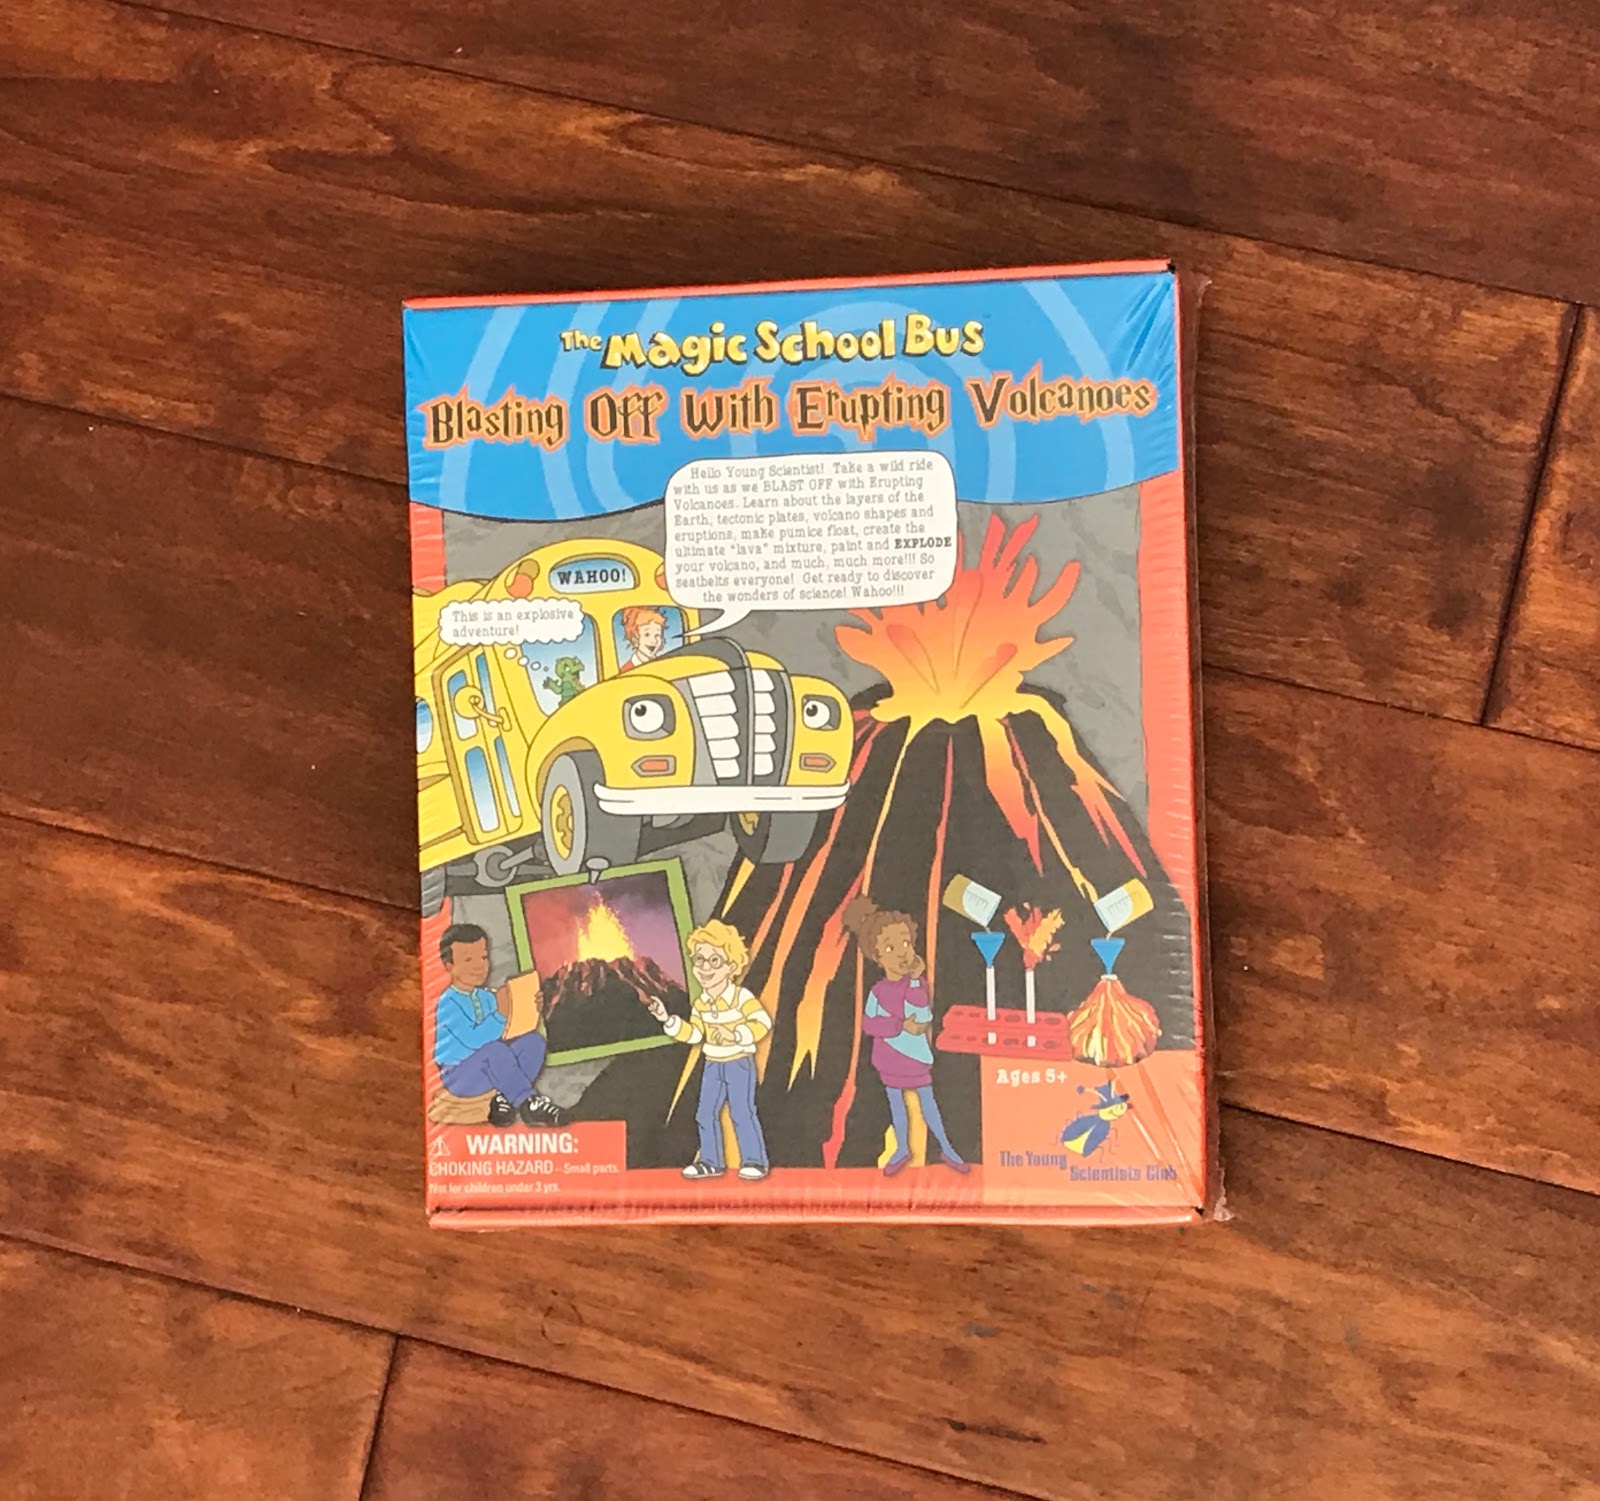 The Magic School Bus™
Blasting Off With Erupting Volcanoes
Hello Young Scientist! Take a wild ride
with us as we BLAST OFF with Erupting
Volcanoes. Learn about the layers of the
Earth, tectonic plates, volcano shapes and
eruptions, make pumice float, create the
ultimate "lava" mixture, paint and EXPLODE
your volcano, and much, much more!!! So
seatbelts everyone! Get ready to discover
the wonders of science! Wahoo!!!
WAHOO!
This is an explosive
adventure!
Ages 5+
WARNING:
CHOKING HAZARD – Small parts.
Not for children under 3 yrs.
The Young
Scientists Club